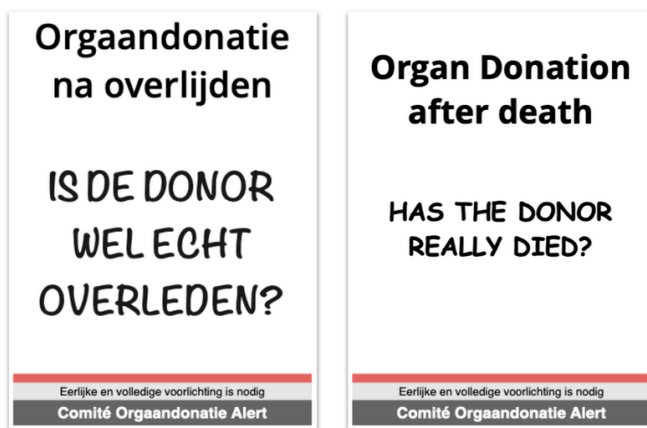 Orgaandonatie
na overlijden
IS DE DONOR
WEL ECHT
OVERLEDEN?
Eerlijke en volledige voorlichting is nodig
Comité Orgaandonatie Alert
Organ Donation
after death
HAS THE DONOR
REALLY DIED?
Eerlijke en volledige voorlichting is nodig
Comité Orgaandonatie Alert